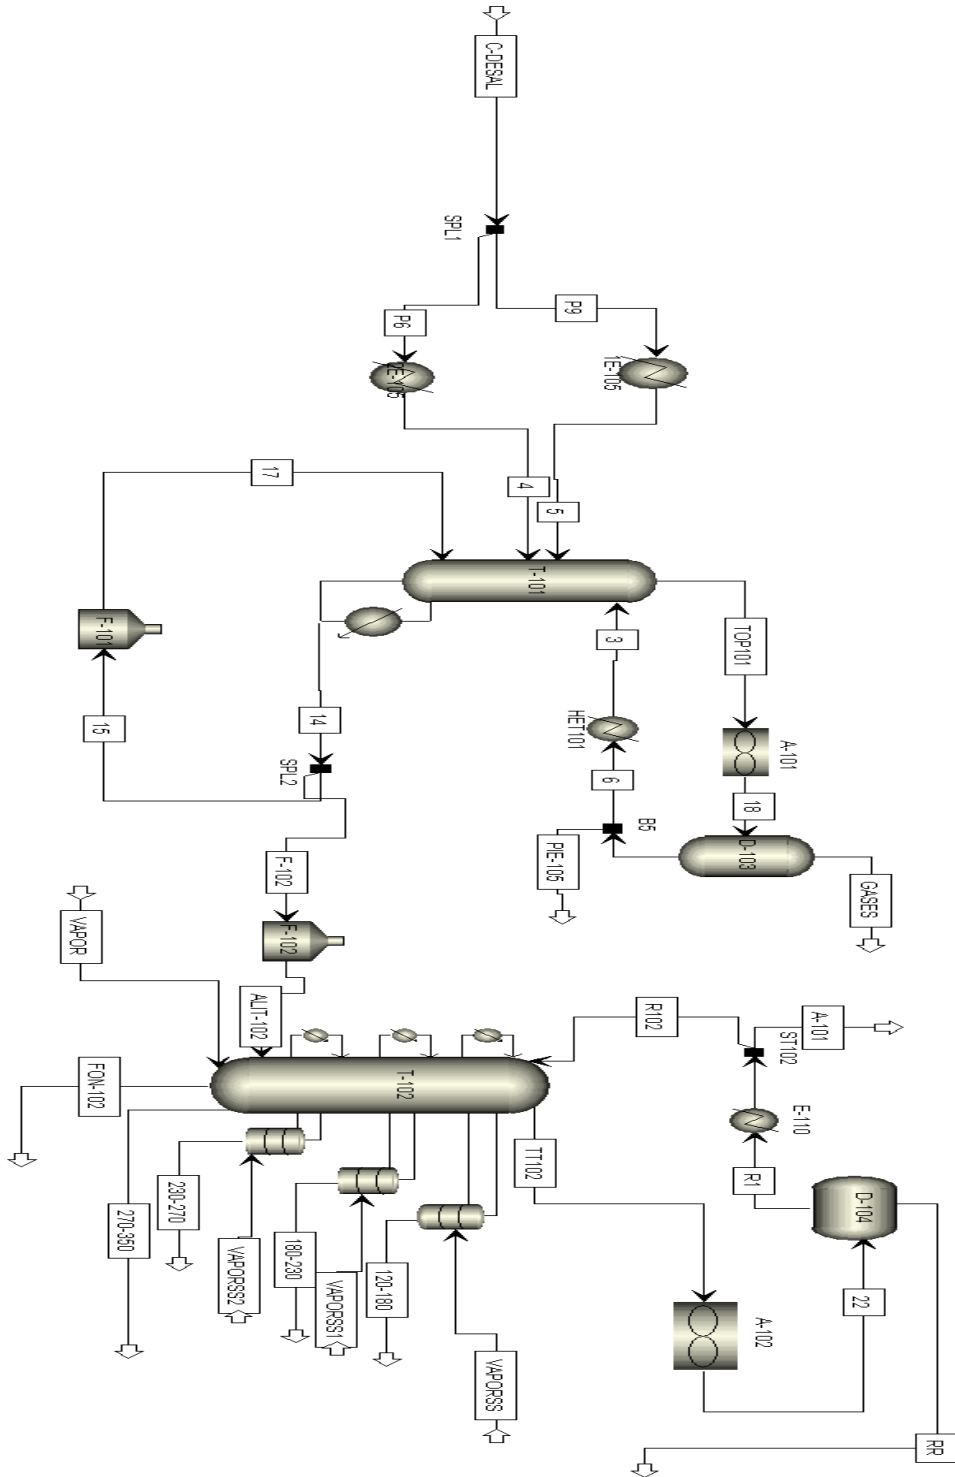 C-DESAL
SPL1
P6
P9
2E-105
1E-105
17
4
5
T-101
F-101
3
TOP101
15
14
HET101
A-101
SPL2
6
18
B5
D-103
PIE-105
GASES
F-102
F-102
VAPOR
ALIT-102
R102
A-101
ST102
T-102
FON-102
E-110
TT102
R1
D-104
230-270
270-350
180-230
120-180
VAPORSS2
VAPORSS1
VAPORSS
22
A-102
RR